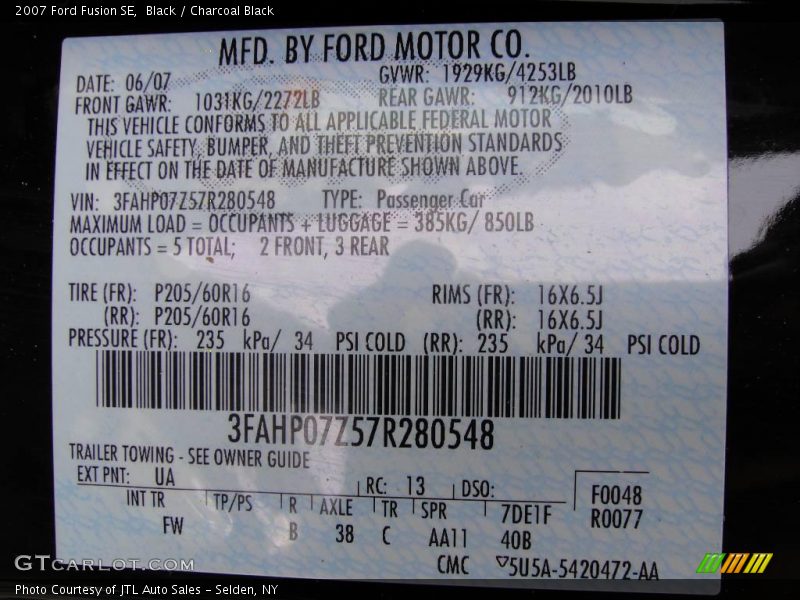 2007 Ford Fusion SE, Black / Charcoal Black
MFD. BY FORD MOTOR CO.
DATE: 06/07 GVWR: 1929KG/4253LB
FRONT GAWR: 1031KG/2272LB REAR GAWR: 912KG/2010LB
THIS VEHICLE CONFORMS TO ALL APPLICABLE FEDERAL MOTOR
VEHICLE SAFETY, BUMPER, AND THEFT PREVENTION STANDARDS
IN EFFECT ON THE DATE OF MANUFACTURE SHOWN ABOVE.
VIN: 3FAHP07Z57R280548 TYPE: Passenger Car
MAXIMUM LOAD = OCCUPANTS + LUGGAGE = 385KG/ 850LB
OCCUPANTS = 5 TOTAL; 2 FRONT, 3 REAR
TIRE (FR): P205/60R16 RIMS (FR): 16X6.5J
(RR): P205/60R16 (RR): 16X6.5J
PRESSURE (FR): 235 kPa/ 34 PSI COLD (RR): 235 kPa/ 34 PSI COLD
3FAHP07Z57R280548
TRAILER TOWING - SEE OWNER GUIDE
EXT PNT: UA RC: 13 DSO: F0048
INT TR TP/PS R AXLE TR SPR 7DE1F R0077
FW B 38 C AA11 40B
CMC ▽5U5A-5420472-AA
GTCARLOT.COM
Photo Courtesy of JTL Auto Sales - Selden, NY